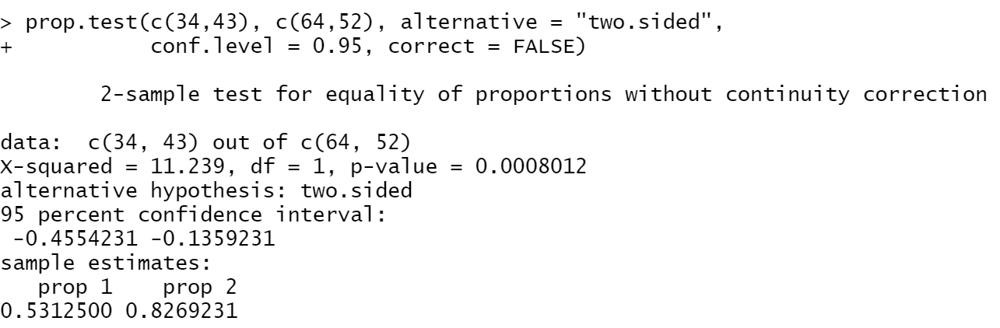 > prop.test(c(34,43), c(64,52), alternative = "two.sided",
+           conf.level = 0.95, correct = FALSE)
2-sample test for equality of proportions without continuity correction
data:  c(34, 43) out of c(64, 52)
X-squared = 11.239, df = 1, p-value = 0.0008012
alternative hypothesis: two.sided
95 percent confidence interval:
 -0.4554231 -0.1359231
sample estimates:
   prop 1    prop 2
0.5312500 0.8269231